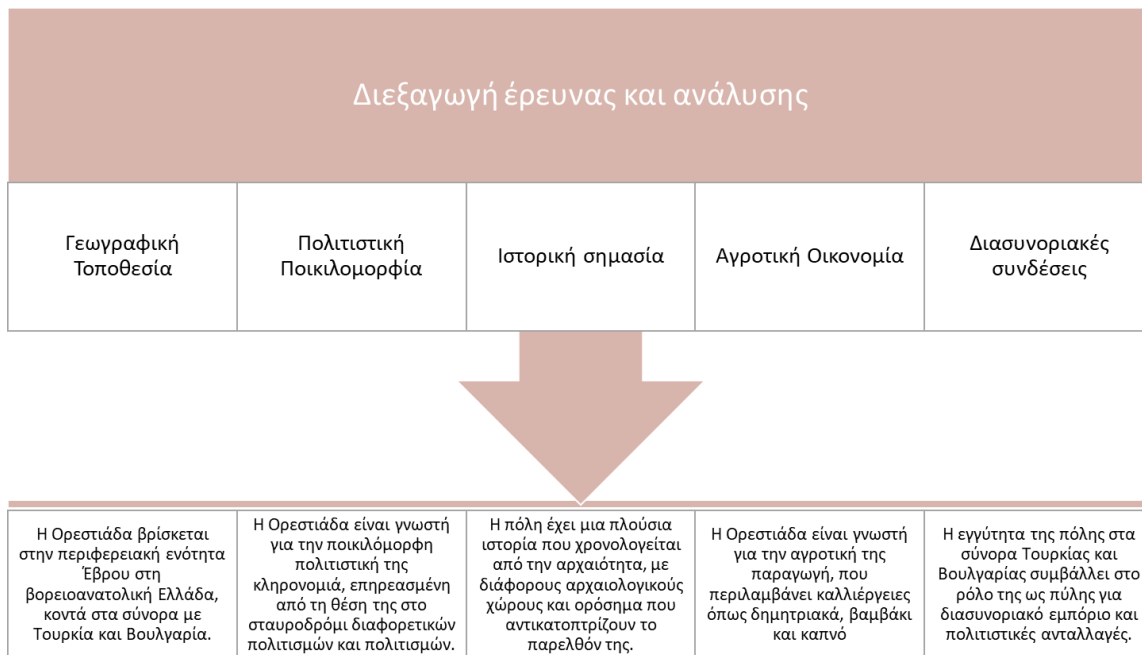 Διεξαγωγή έρευνας και ανάλυσης
Γεωγραφική
Τοποθεσία
Πολιτιστική
Ποικιλομορφία
Ιστορική σημασία
Αγροτική Οικονομία
Διασυνοριακές
συνδέσεις
Η Ορεστιάδα βρίσκεται
στην περιφερειακή ενότητα
Έβρου στη
βορειοανατολική Ελλάδα,
κοντά στα σύνορα με
Τουρκία και Βουλγαρία.
Η Ορεστιάδα είναι γνωστή
για την ποικιλόμορφη
πολιτιστική της
κληρονομιά, επηρεασμένη
από τη θέση της στο
σταυροδρόμι διαφορετικών
πολιτισμών και πολιτισμών.
Η πόλη έχει μια πλούσια
ιστορία που χρονολογείται
από την αρχαιότητα, με
διάφορους αρχαιολογικούς
χώρους και ορόσημα που
αντικατοπτρίζουν το
παρελθόν της.
Η Ορεστιάδα είναι γνωστή
για την αγροτική της
παραγωγή, που
περιλαμβάνει καλλιέργειες
όπως δημητριακά, βαμβάκι
και καπνό
Η εγγύτητα της πόλης στα
σύνορα Τουρκίας και
Βουλγαρίας συμβάλλει στο
ρόλο της ως πύλης για
διασυνοριακό εμπόριο και
πολιτιστικές ανταλλαγές.